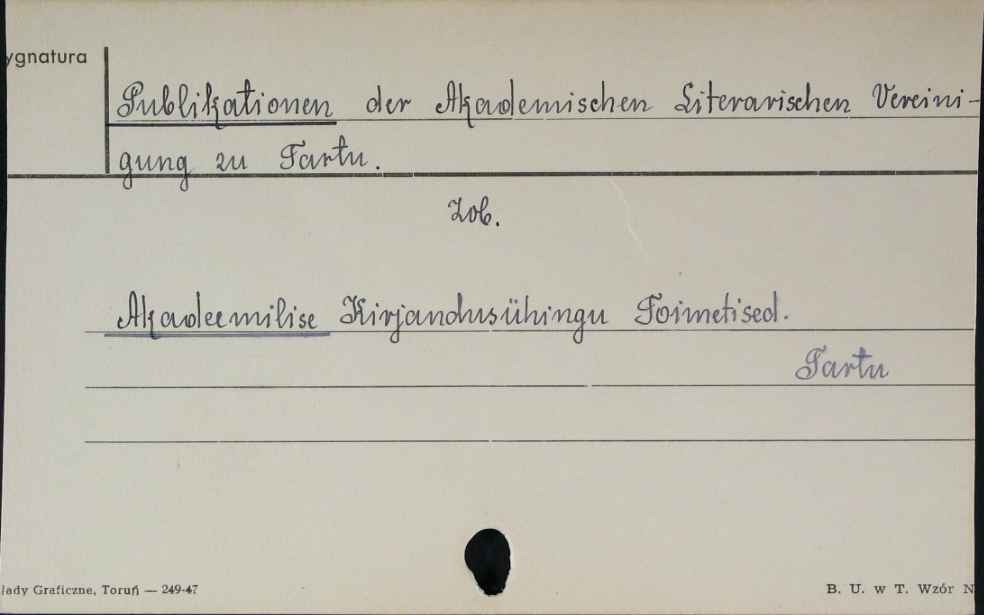 ygnatura
Publikationen der Akademischen Literarischen Vereini-
gung zu Tartu.
Zob.
Akadeemilise Kirjandusühingu Toimetised.
Tartu
łady Graficzne, Toruń — 249-47
B. U. w T. Wzór N